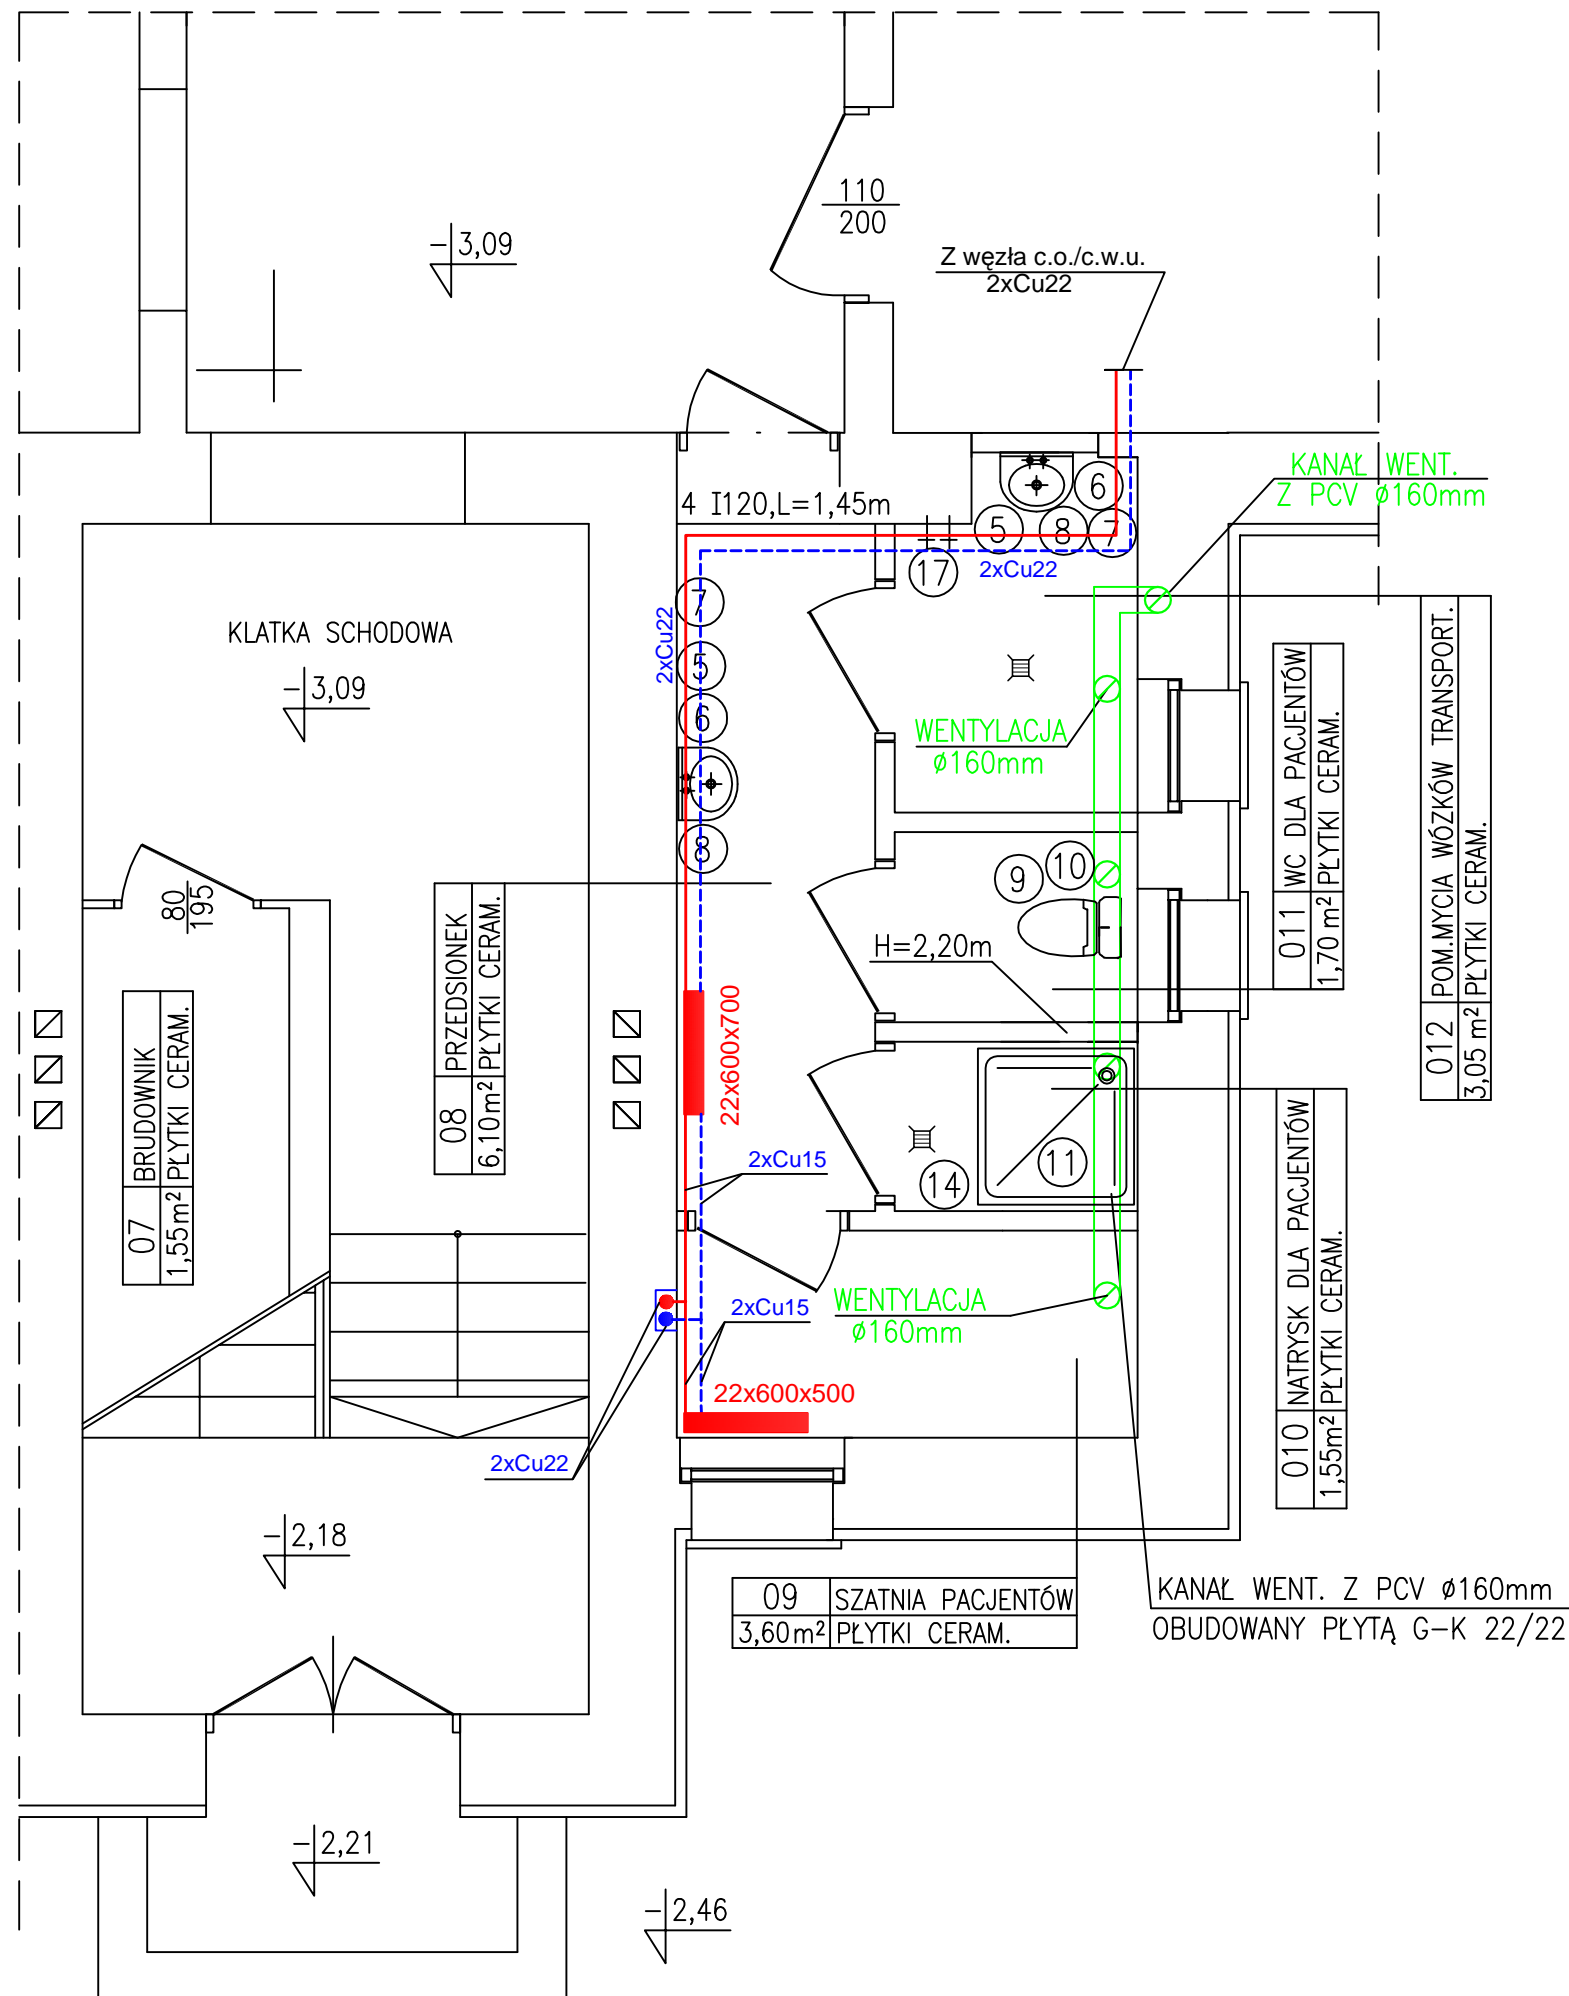 110
200
-3,09
Z węzła c.o./c.w.u.
2xCu22
KANAŁ WENT.
Z PCV ø160mm
4 I120,L=1,45m
6
5
8
7
17
2xCu22
7
2xCu22
5
6
8
KLATKA SCHODOWA
-3,09
WENTYLACJA
ø160mm
80
195
9
10
H=2,20m
011 WC DLA PACJENTÓW
1,70 m² PŁYTKI CERAM.
012 POM.MYCIA WÓZKÓW TRANSPORT.
3,05 m² PŁYTKI CERAM.
08 PRZEDSIONEK
6,10m² PŁYTKI CERAM.
07 BRUDOWNIK
1,55m² PŁYTKI CERAM.
22x600x700
2xCu15
14
11
010 NATRYSK DLA PACJENTÓW
1,55m² PŁYTKI CERAM.
2xCu15
WENTYLACJA
ø160mm
22x600x500
2xCu22
-2,18
09 SZATNIA PACJENTÓW
3,60m² PŁYTKI CERAM.
KANAŁ WENT. Z PCV ø160mm
OBUDOWANY PŁYTĄ G-K 22/22
-2,21
-2,46